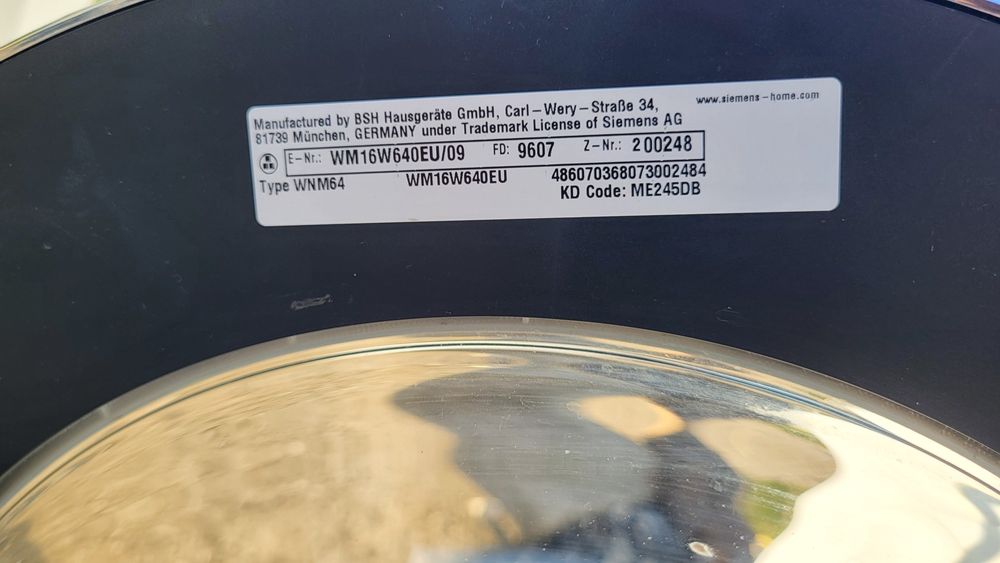 www.siemens-home.com
Manufactured by BSH Hausgeräte GmbH, Carl-Wery-Straße 34,
81739 München, GERMANY under Trademark License of Siemens AG
E-Nr.: WM16W640EU/09 FD: 9607 Z-Nr.: 200248
Type WNM64 WM16W640EU 486070368073002484
KD Code: ME245DB